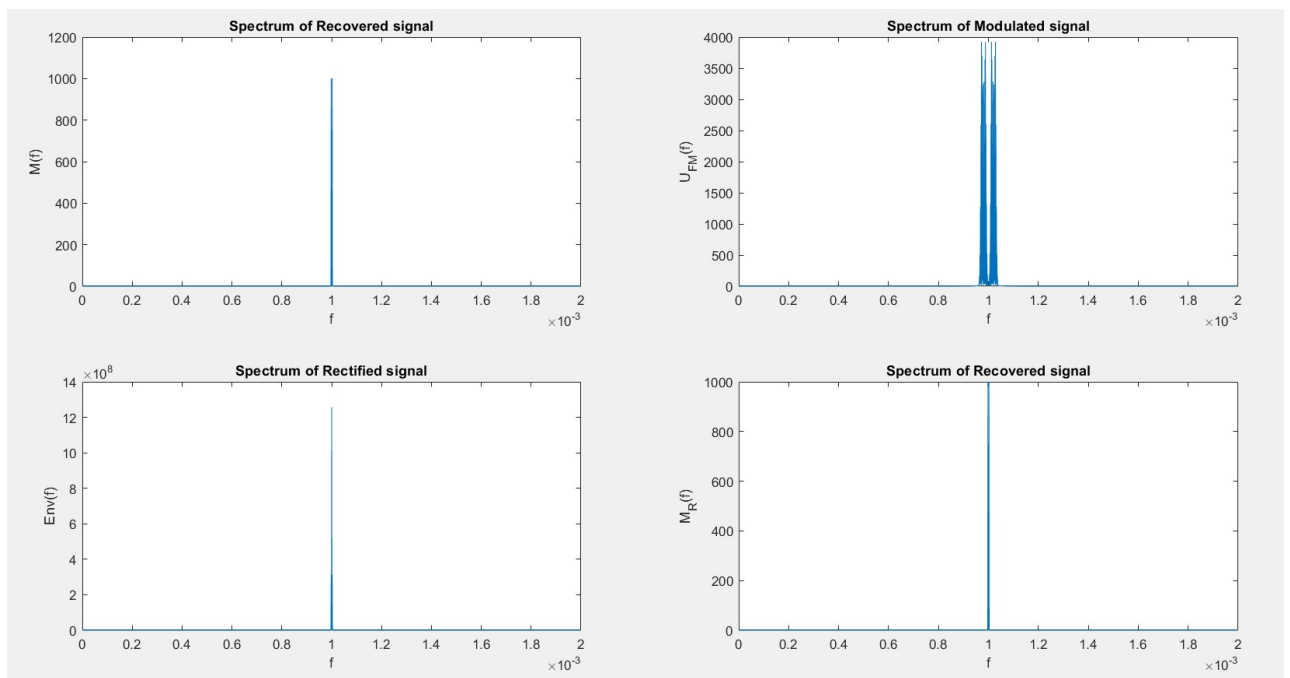 Spectrum of Recovered signal
1200
1000
800
600
400
200
0
M(f)
0 0.2 0.4 0.6 0.8 1 1.2 1.4 1.6 1.8 2
f
×10-3
Spectrum of Modulated signal
4000
3500
3000
2500
2000
1500
1000
500
0
UFM(f)
0 0.2 0.4 0.6 0.8 1 1.2 1.4 1.6 1.8 2
f
×10-3
Spectrum of Rectified signal
×108
14
12
10
8
6
4
2
0
Env(f)
0 0.2 0.4 0.6 0.8 1 1.2 1.4 1.6 1.8 2
f
×10-3
Spectrum of Recovered signal
1000
800
600
400
200
0
MR(f)
0 0.2 0.4 0.6 0.8 1 1.2 1.4 1.6 1.8 2
f
×10-3